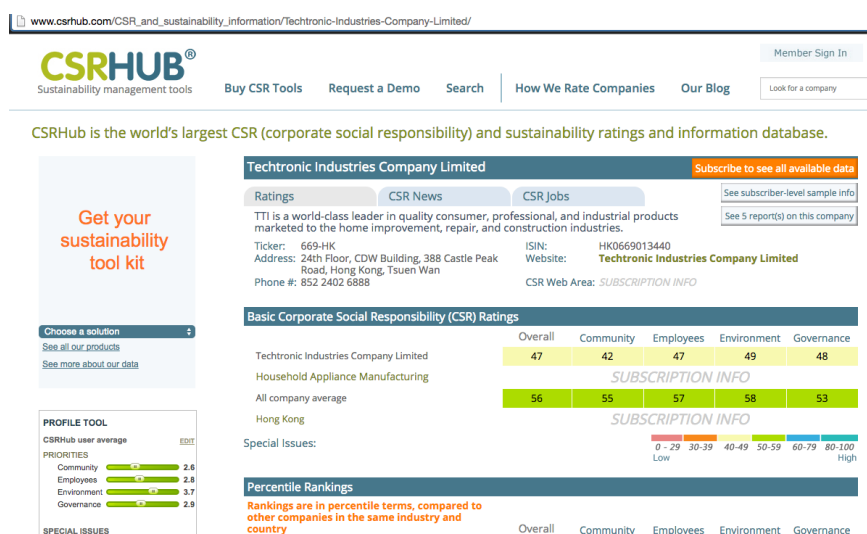 www.csrhub.com/CSR_and_sustainability_information/Techtronic-Industries-Company-Limited/
CSRHUB®
Sustainability management tools
Member Sign In
Buy CSR Tools Request a Demo Search How We Rate Companies Our Blog
Look for a company
CSRHub is the world's largest CSR (corporate social responsibility) and sustainability ratings and information database.
Get your
sustainability
tool kit
Choose a solution
See all our products
See more about our data
PROFILE TOOL
CSRHub user average EDIT
PRIORITIES
Community 2.6
Employees 2.8
Environment 3.7
Governance 2.9
SPECIAL ISSUES
Techtronic Industries Company Limited
Subscribe to see all available data
Ratings CSR News CSR Jobs
See subscriber-level sample info
See 5 report(s) on this company
TTI is a world-class leader in quality consumer, professional, and industrial products
marketed to the home improvement, repair, and construction industries.
Ticker: 669-HK
Address: 24th Floor, CDW Building, 388 Castle Peak
Road, Hong Kong, Tsuen Wan
Phone #: 852 2402 6888
ISIN: HK0669013440
Website: Techtronic Industries Company Limited
CSR Web Area: SUBSCRIPTION INFO
Basic Corporate Social Responsibility (CSR) Ratings
Overall Community Employees Environment Governance
Techtronic Industries Company Limited 47 42 47 49 48
Household Appliance Manufacturing SUBSCRIPTION INFO
All company average 56 55 57 58 53
Hong Kong SUBSCRIPTION INFO
Special Issues:
0 - 29 30-39 40-49 50-59 60-79 80-100
Low High
Percentile Rankings
Rankings are in percentile terms, compared to
other companies in the same industry and
country
Overall Community Employees Environment Governance